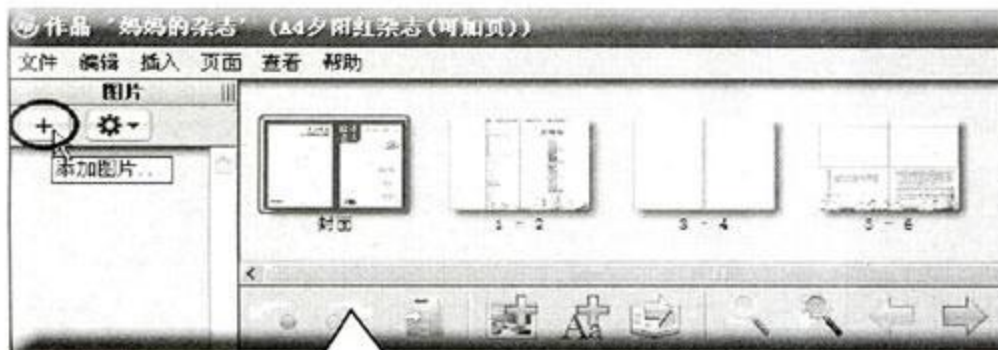 作品 '妈妈的杂志' (A4夕阳红杂志(可加页))
文件 编辑 插入 页面 查看 帮助
图片
添加图片..
封面
1 - 2
3 - 4
5 - 6